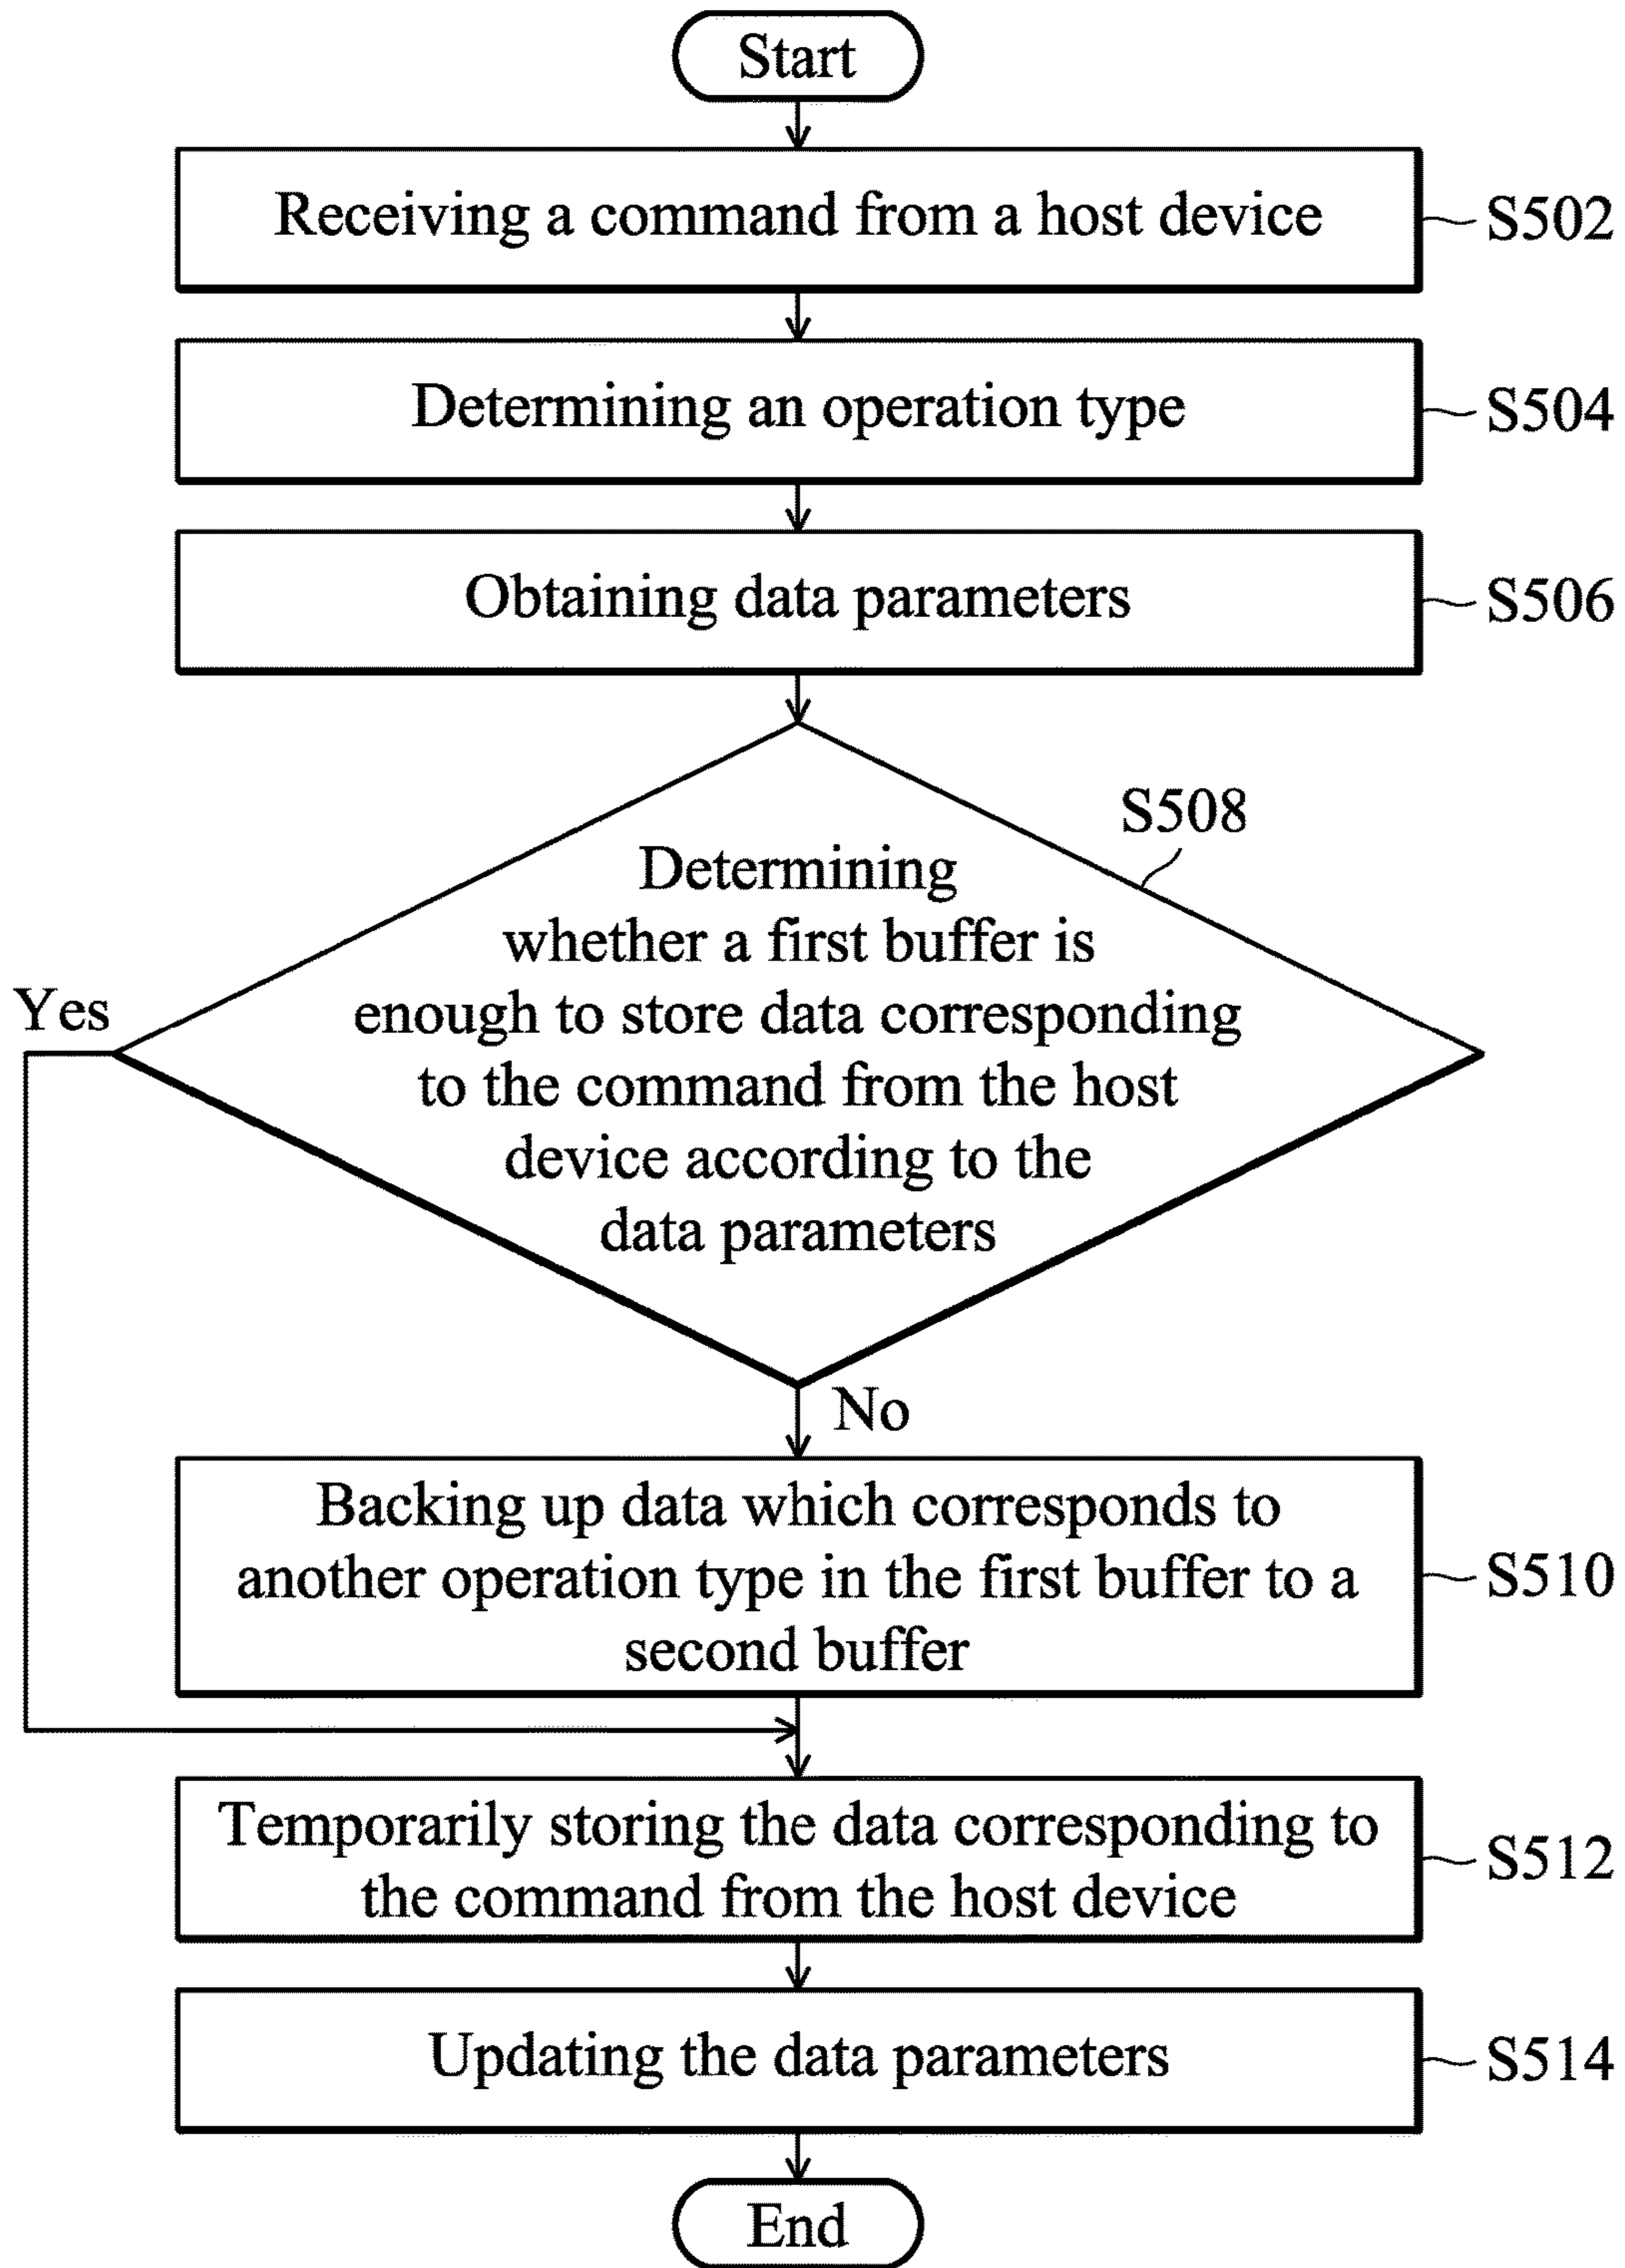 Start
Receiving a command from a host device
S502
Determining an operation type
S504
Obtaining data parameters
S506
S508
Determining
whether a first buffer is
enough to store data corresponding
to the command from the host
device according to the
data parameters
Yes
No
Backing up data which corresponds to
another operation type in the first buffer to a
second buffer
S510
Temporarily storing the data corresponding to
the command from the host device
S512
Updating the data parameters
S514
End